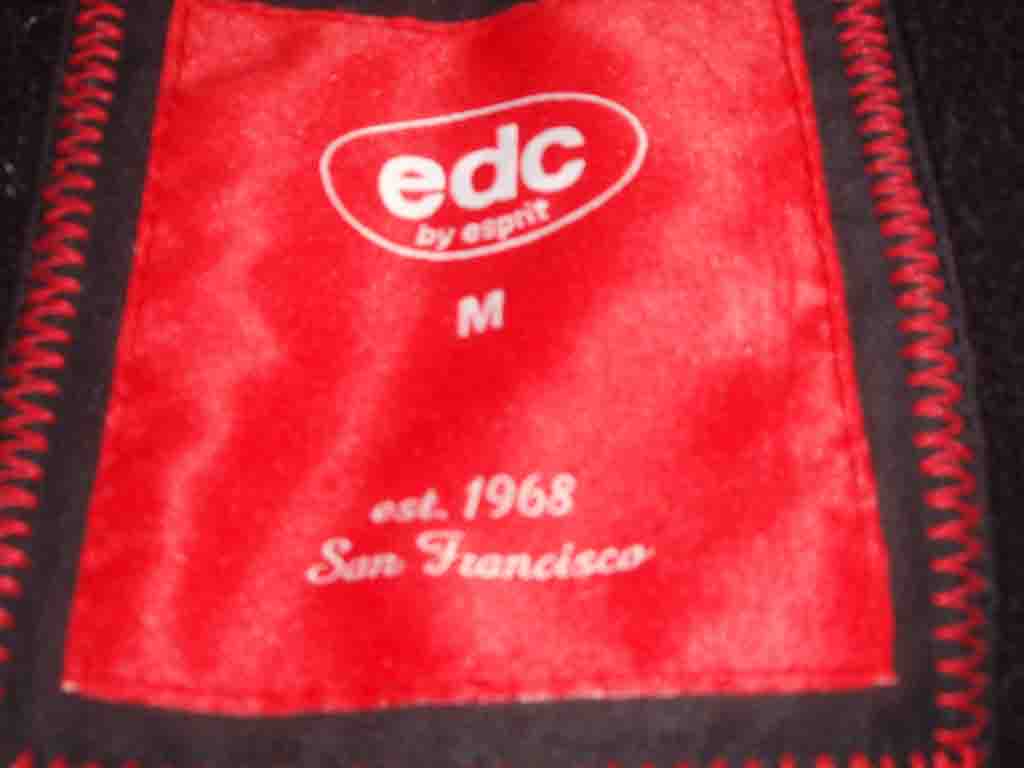 edc
by esprit
M
est. 1968
San Francisco